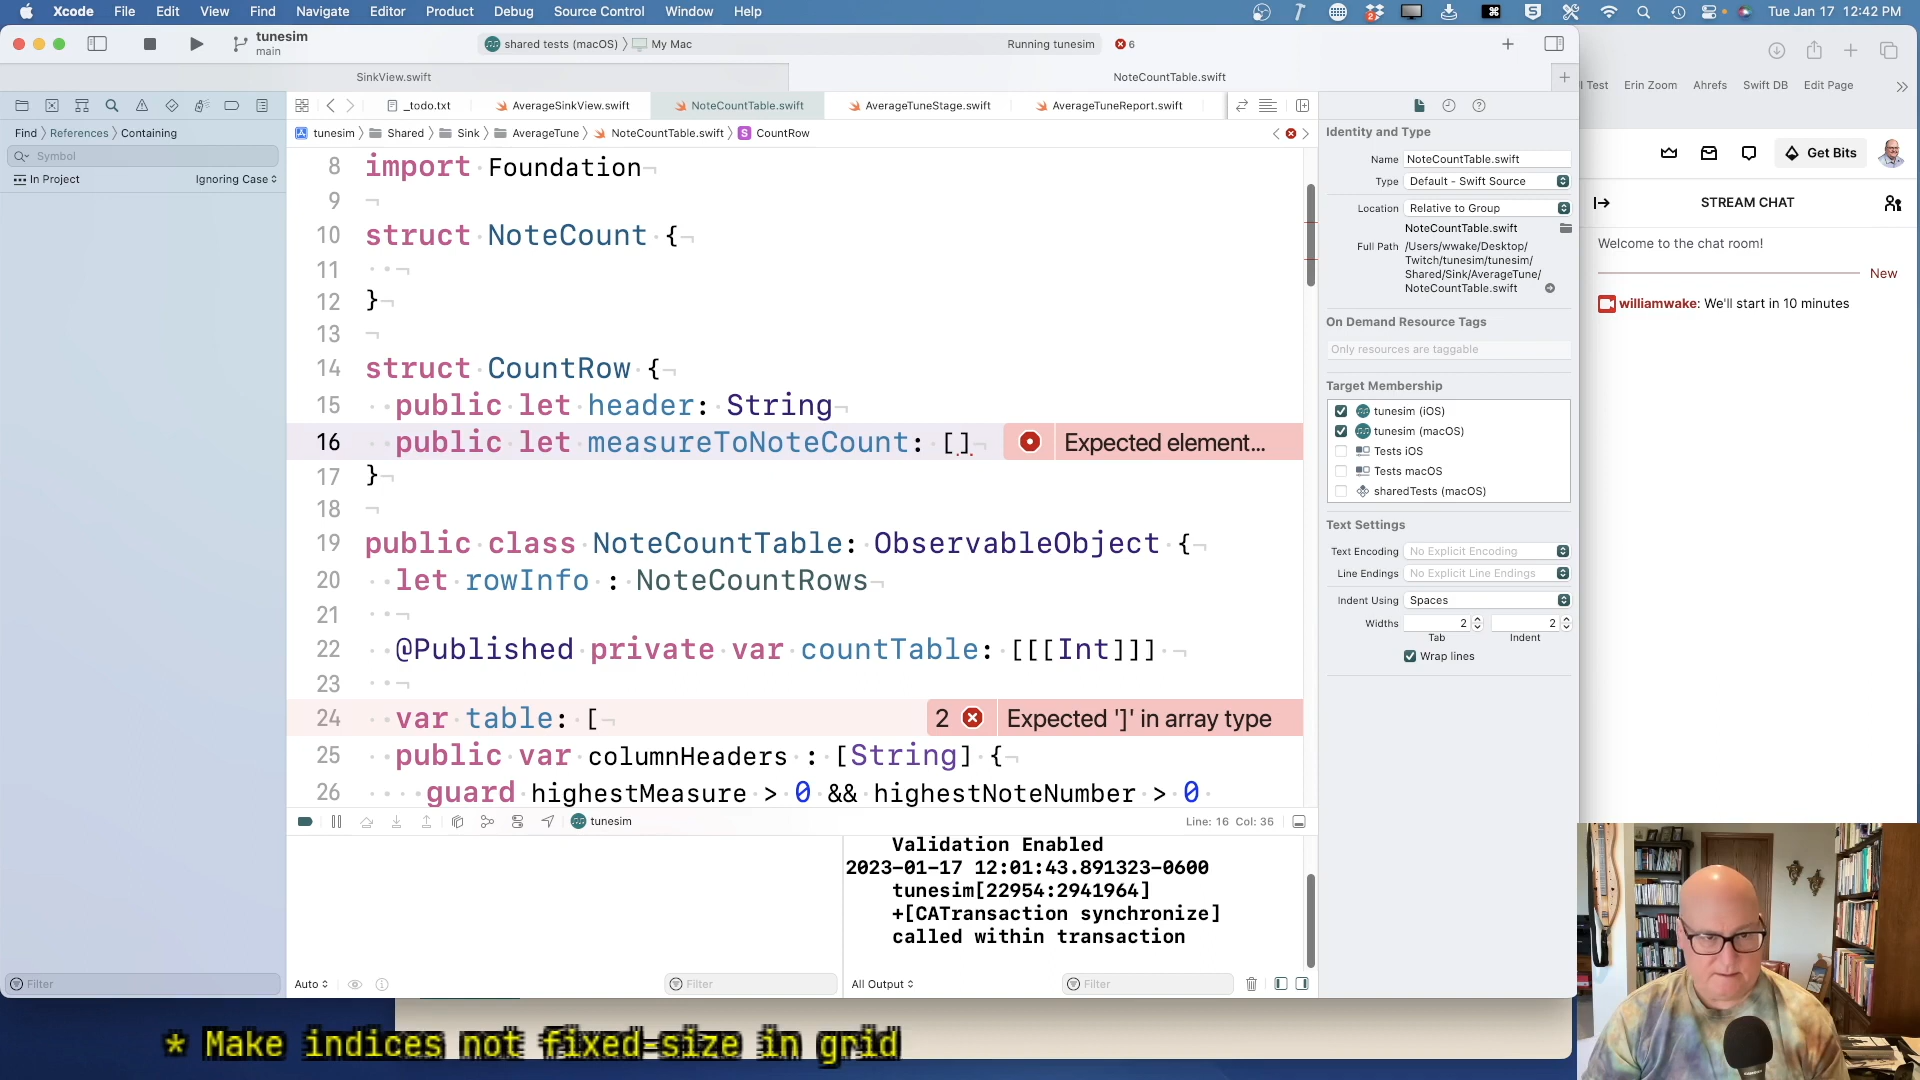 Xcode File Edit View Find Navigate Editor Product Debug Source Control Window Help
2
S
Tue Jan 17 12:42 PM
tunesim
main
shared tests (macOS) 〉 My Mac
Running tunesim
6
SinkView.swift
NoteCountTable.swift
_todo.txt
AverageSinkView.swift
NoteCountTable.swift
AverageTuneStage.swift
AverageTuneReport.swift
Find 〉 References 〉 Containing
Symbol
In Project
Ignoring Case
tunesim 〉 Shared 〉 Sink 〉 AverageTune 〉 NoteCountTable.swift 〉 S CountRow
8 import·Foundation¬
9 ¬
10 struct·NoteCount·{¬
11 ··¬
12 }¬
13 ¬
14 struct·CountRow·{¬
15 ··public·let·header:·String¬
16 ··public·let·measureToNoteCount:·[]¬
Expected element...
17 }¬
18 ¬
19 public·class·NoteCountTable:·ObservableObject·{¬
20 ··let·rowInfo·:·NoteCountRows¬
21 ··¬
22 ··@Published·private·var·countTable:·[[[Int]]]·¬
23 ··¬
24 ··var·table:·[¬
2 Expected ']' in array type
25 ··public·var·columnHeaders·:·[String]·{¬
26 ····guard·highestMeasure·>·0·&&·highestNoteNumber·>·0·
tunesim
Line: 16 Col: 36
Validation Enabled
2023-01-17 12:01:43.891323-0600
tunesim[22954:2941964]
+[CATransaction synchronize]
called within transaction
Filter
Auto
Filter
All Output
Filter
Identity and Type
Name NoteCountTable.swift
Type Default - Swift Source
Location Relative to Group
NoteCountTable.swift
Full Path /Users/wwake/Desktop/
Twitch/tunesim/tunesim/
Shared/Sink/AverageTune/
NoteCountTable.swift
On Demand Resource Tags
Only resources are taggable
Target Membership
tunesim (iOS)
tunesim (macOS)
Tests iOS
Tests macOS
sharedTests (macOS)
Text Settings
Text Encoding No Explicit Encoding
Line Endings No Explicit Line Endings
Indent Using Spaces
Widths 2 2
Tab Indent
Wrap lines
l Test Erin Zoom Ahrefs Swift DB Edit Page
Get Bits
STREAM CHAT
Welcome to the chat room!
New
williamwake: We'll start in 10 minutes
* Make indices not fixed-size in grid